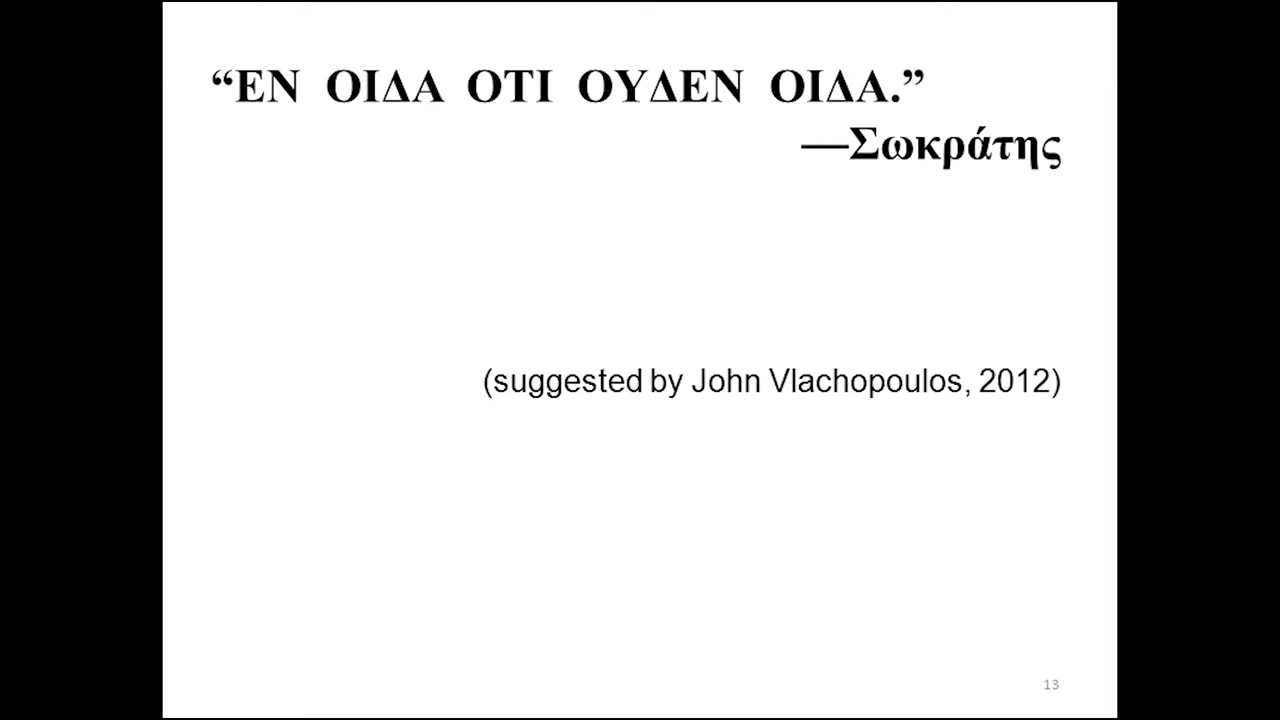 “ΕΝ ΟΙΔΑ ΟΤΙ ΟΥΔΕΝ ΟΙΔΑ.”
—Σωκράτης
(suggested by John Vlachopoulos, 2012)
13